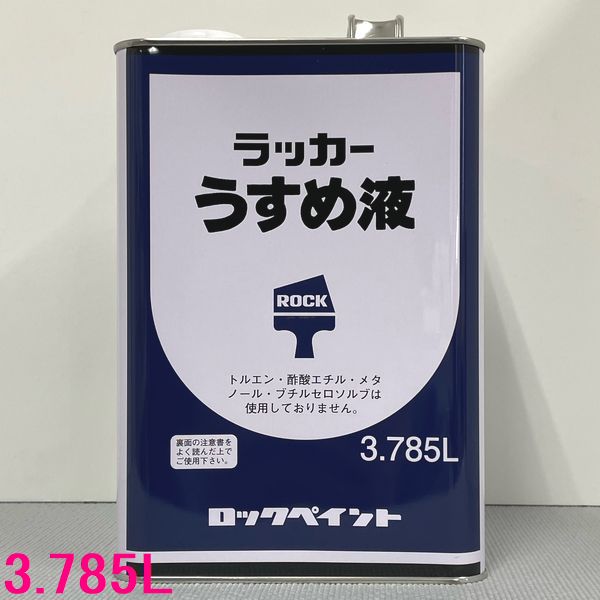 ラッカー
うすめ液
ROCK
トルエン・酢酸エチル・メタ
ノール・ブチルセロソルブは
使用しておりません。
裏面の注意書を
よく読んだ上で
ご使用下さい。
3.785L
ロックペイント
3.785L